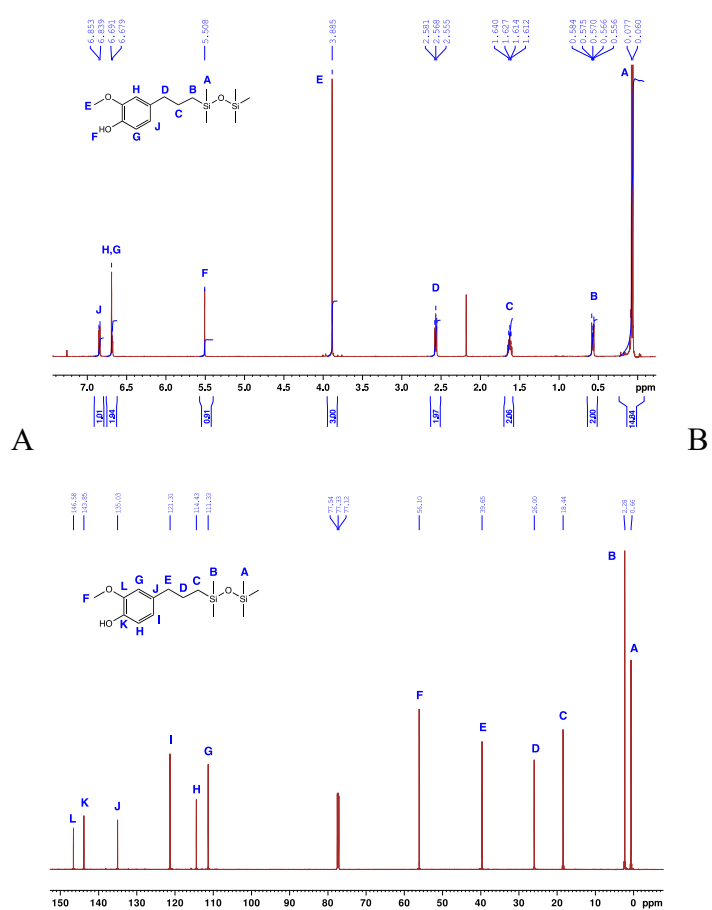 6.853
6.839
6.691
6.679
5.508
3.885
2.581
2.568
2.555
1.640
1.627
1.614
1.612
0.584
0.575
0.570
0.566
0.556
0.077
0.060
A
E
H D B
A
O
Si O Si
E
C
F HO
G J
H,G
F
J
D
C
B
7.0 6.5 6.0 5.5 5.0 4.5 4.0 3.5 3.0 2.5 2.0 1.5 1.0 0.5 ppm
1.01
1.94
0.91
3.00
1.97
2.06
2.00
14.84
A
B
146.58
143.85
135.03
121.31
114.43
111.33
77.54
77.33
77.12
56.10
39.65
26.00
18.44
2.28
0.66
B
G E C B A
L J D
F O
Si O Si
K I
HO H
A
F
C
E
D
I
G
H
K
J
L
150 140 130 120 110 100 90 80 70 60 50 40 30 20 10 0 ppm